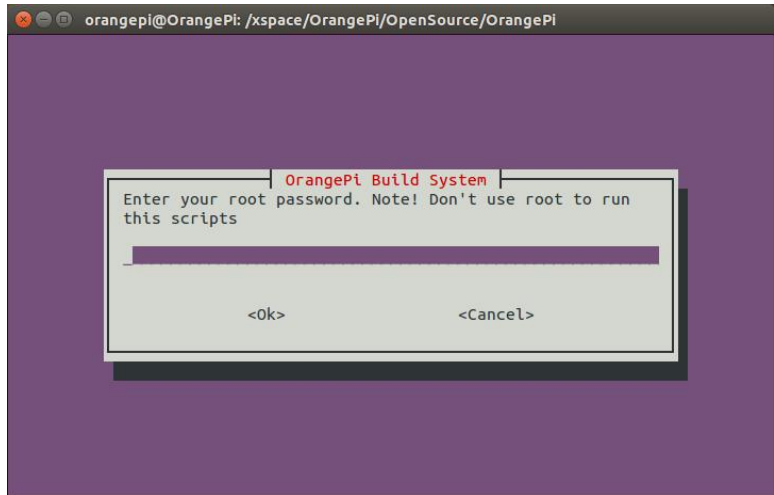 orangepi@OrangePi: /xspace/OrangePi/OpenSource/OrangePi
OrangePi Build System
Enter your root password. Note! Don't use root to run
this scripts
<Ok> <Cancel>